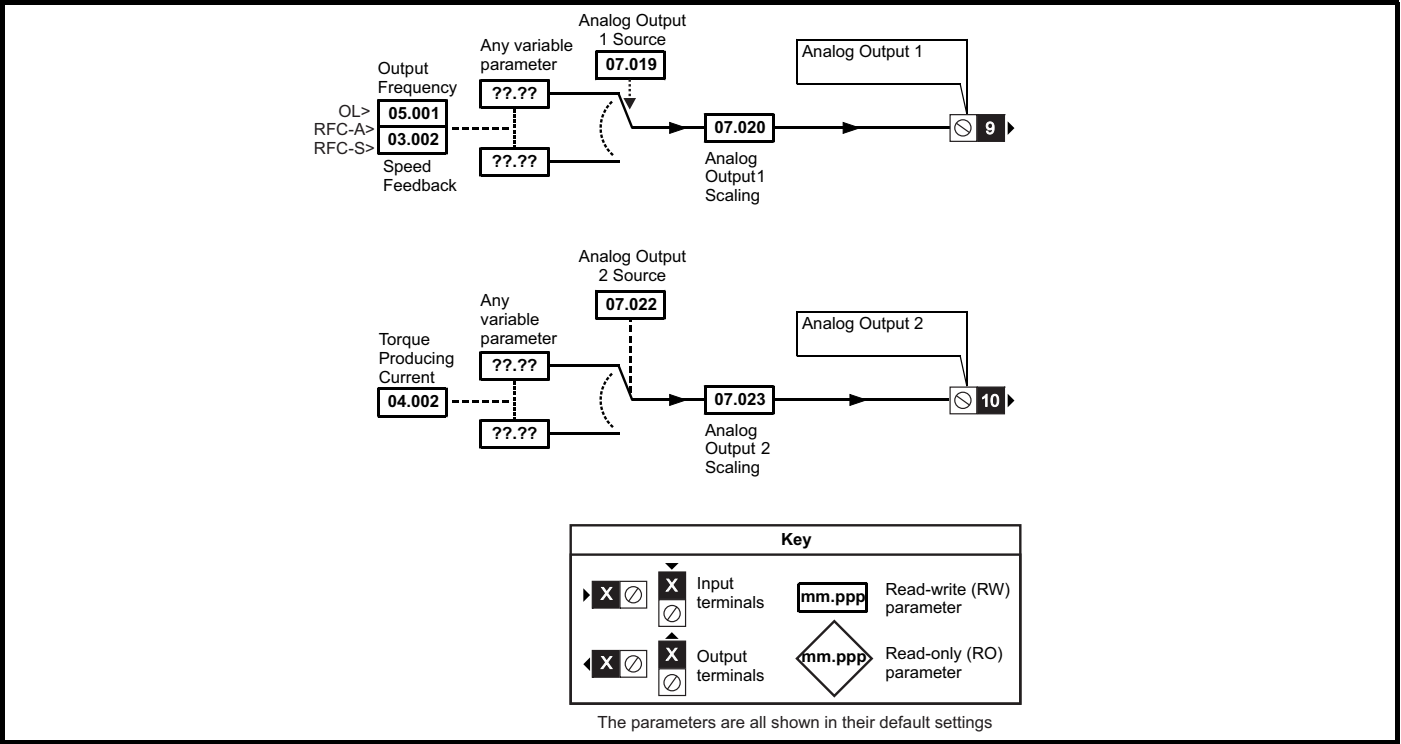 Analog Output
1 Source
07.019
Any variable
parameter
??.??
??.??
Output
Frequency
OL>
05.001
RFC-A>
03.002
RFC-S>
Speed
Feedback
07.020
Analog
Output1
Scaling
Analog Output 1
9
Analog Output
2 Source
07.022
Any
variable
parameter
??.??
??.??
Torque
Producing
Current
04.002
07.023
Analog
Output 2
Scaling
Analog Output 2
10
Key
X
X
Input
terminals
mm.ppp
Read-write (RW)
parameter
X
X
Output
terminals
mm.ppp
Read-only (RO)
parameter
The parameters are all shown in their default settings